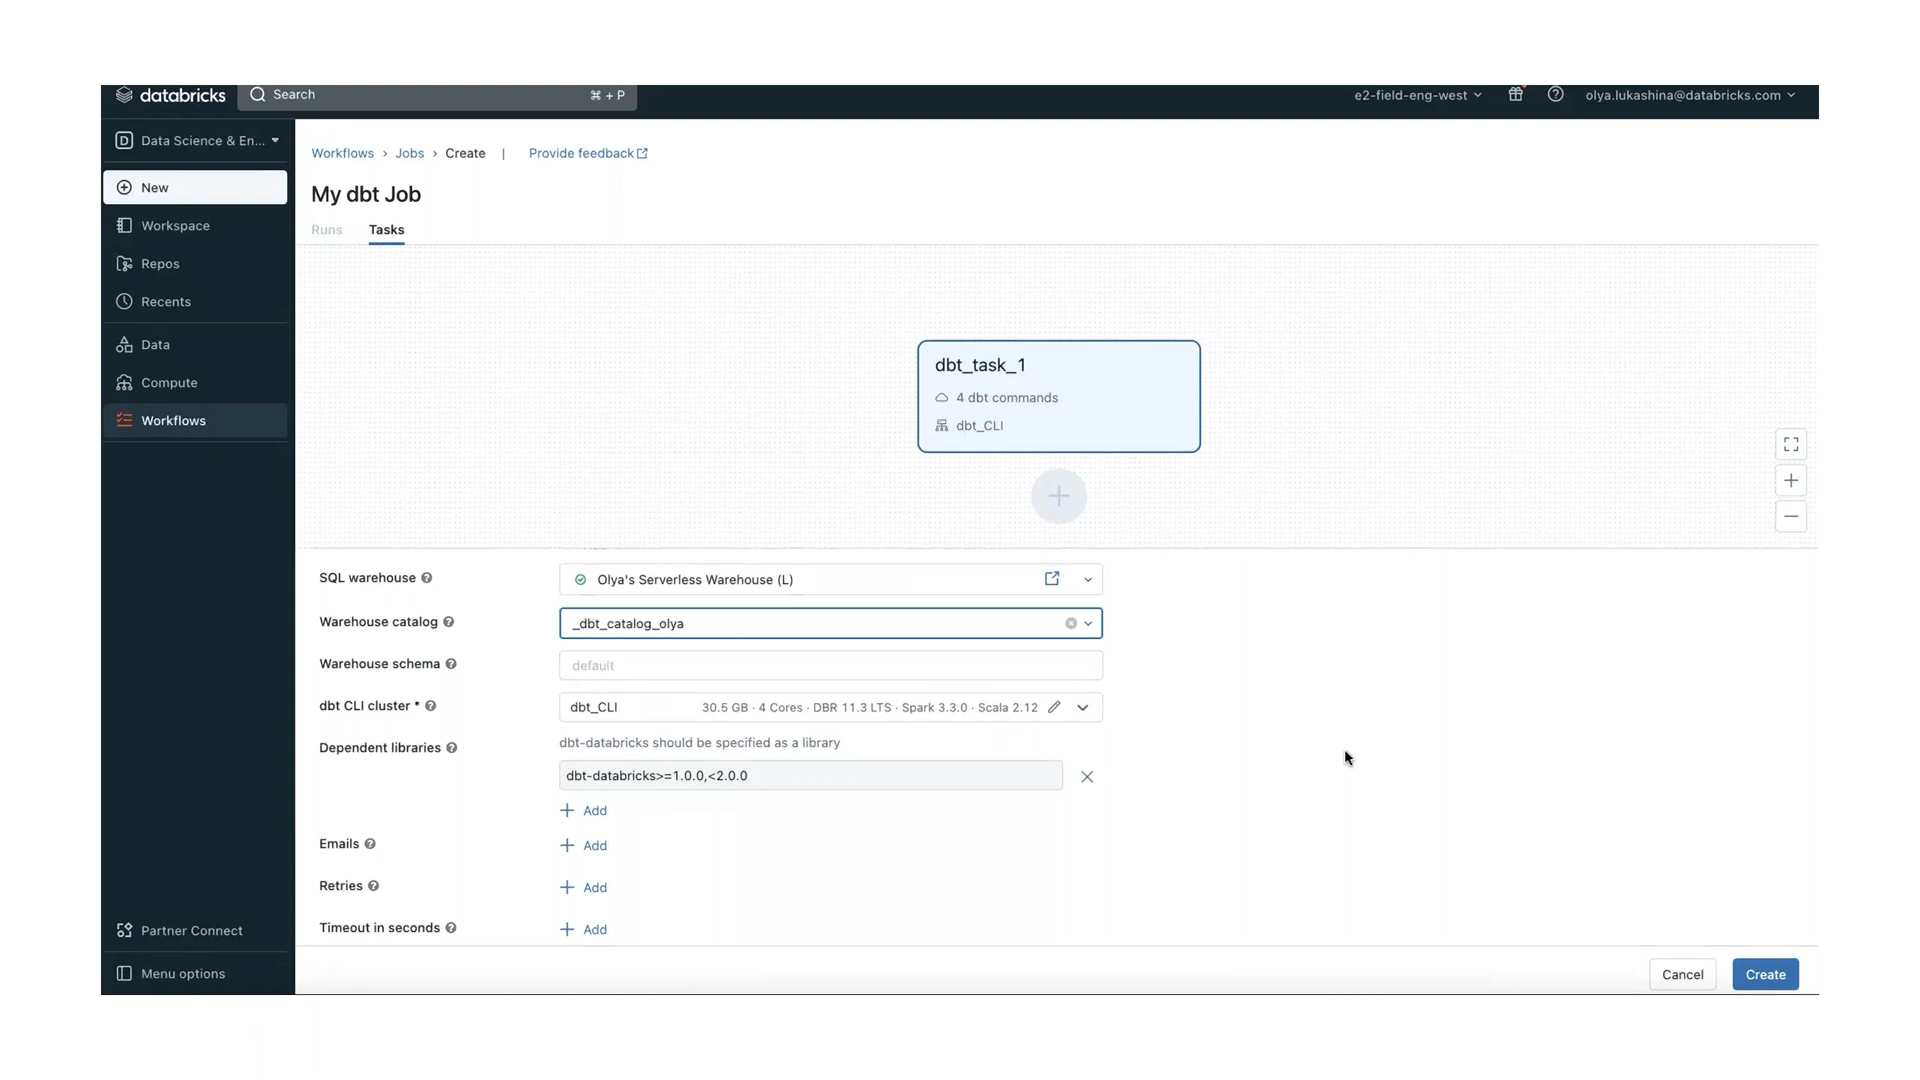 databricks
Search
⌘ + P
e2-field-eng-west
olya.lukashina@databricks.com
D Data Science & En...
New
Workspace
Repos
Recents
Data
Compute
Workflows
Partner Connect
Menu options
Workflows › Jobs › Create | Provide feedback
My dbt Job
Runs Tasks
dbt_task_1
4 dbt commands
dbt_CLI
SQL warehouse Olya's Serverless Warehouse (L)
Warehouse catalog _dbt_catalog_olya
Warehouse schema default
dbt CLI cluster * dbt_CLI 30.5 GB · 4 Cores · DBR 11.3 LTS · Spark 3.3.0 · Scala 2.12
Dependent libraries dbt-databricks should be specified as a library
dbt-databricks>=1.0.0,<2.0.0
+ Add
Emails + Add
Retries + Add
Timeout in seconds + Add
Cancel Create